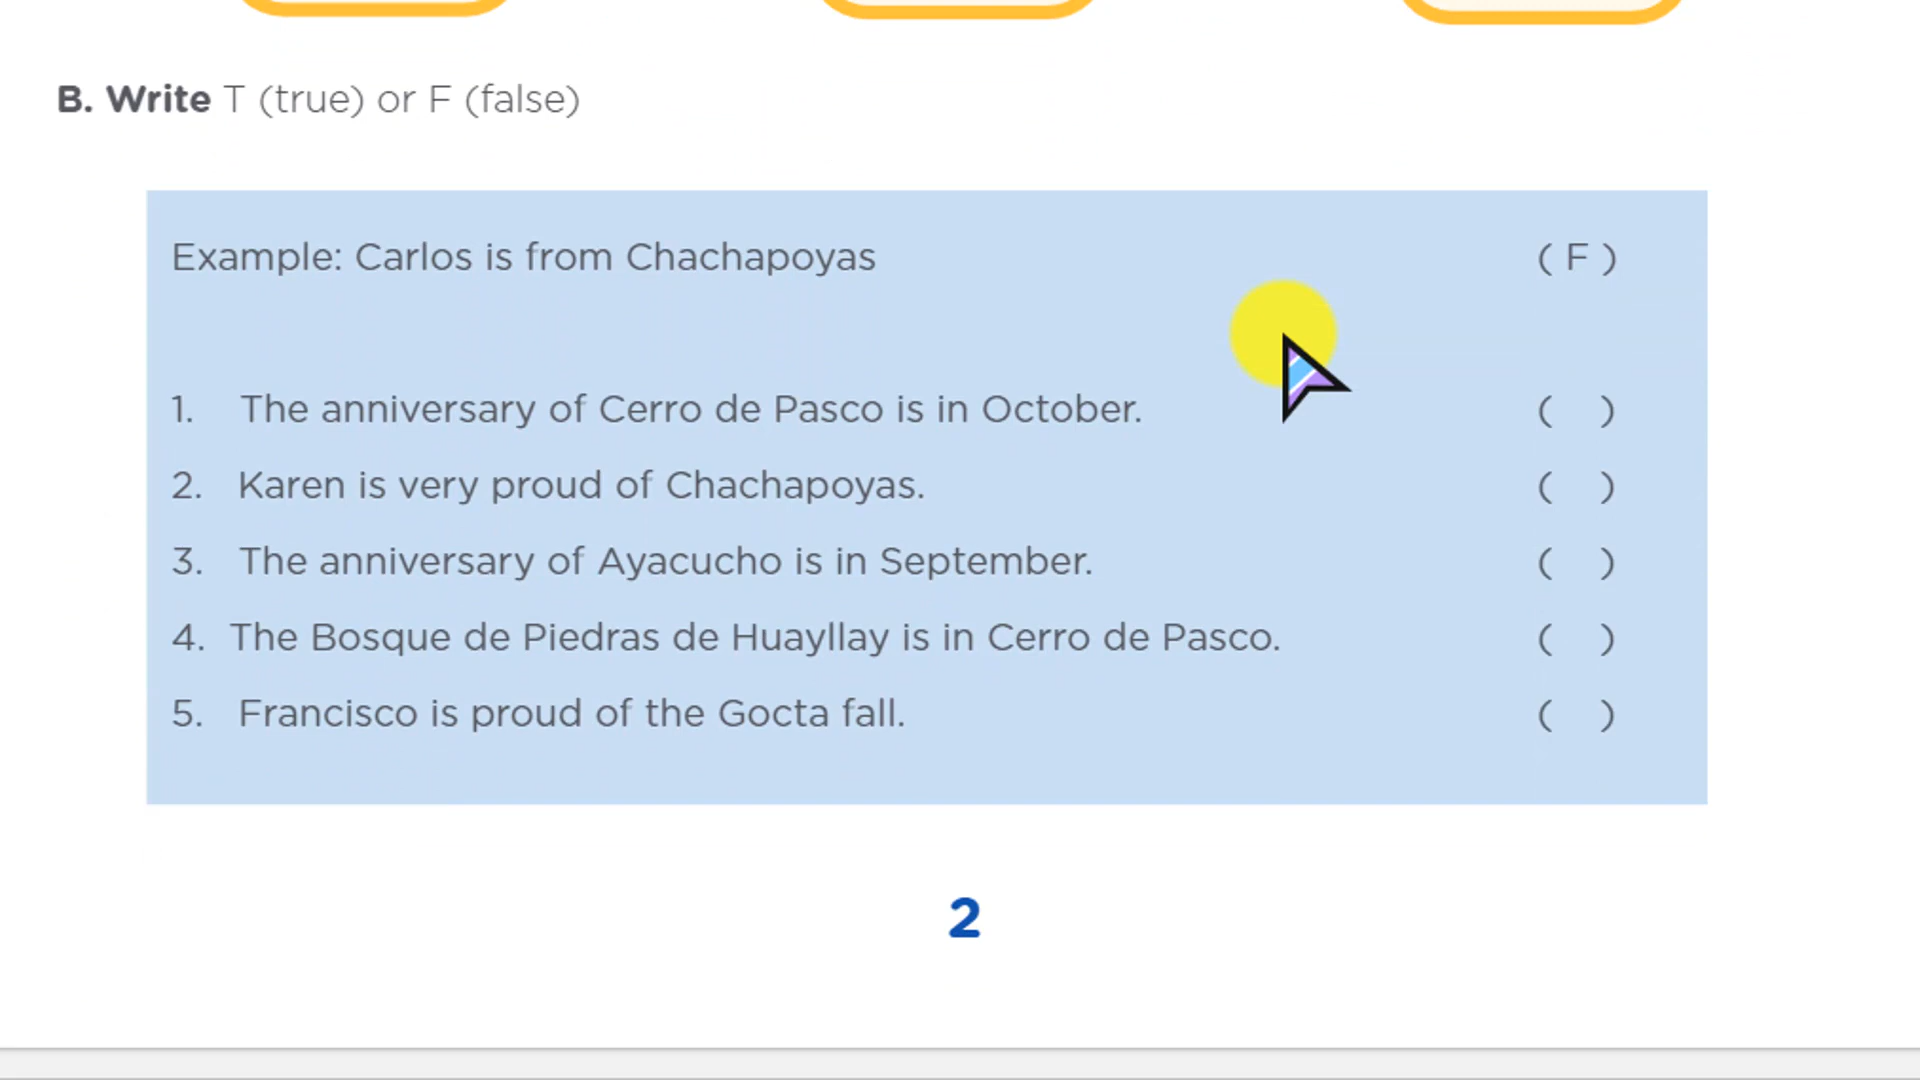 B. Write T (true) or F (false)
Example: Carlos is from Chachapoyas ( F )
1. The anniversary of Cerro de Pasco is in October. ( )
2. Karen is very proud of Chachapoyas. ( )
3. The anniversary of Ayacucho is in September. ( )
4. The Bosque de Piedras de Huayllay is in Cerro de Pasco. ( )
5. Francisco is proud of the Gocta fall. ( )
2